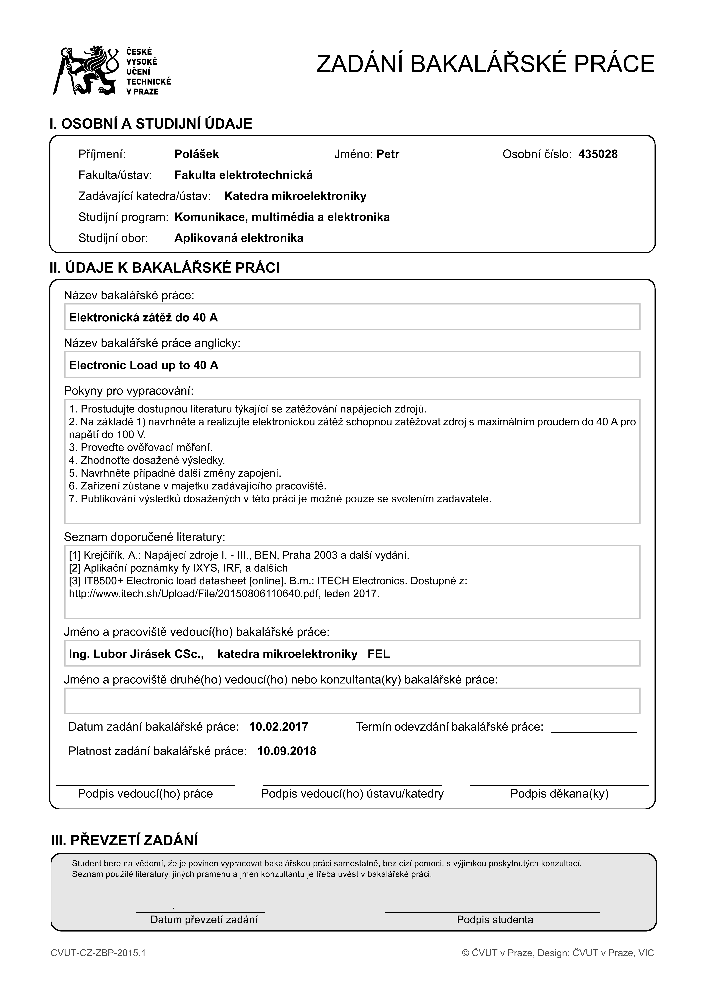 ČESKÉ
VYSOKÉ
UČENÍ
TECHNICKÉ
V PRAZE
ZADÁNÍ BAKALÁŘSKÉ PRÁCE
I. OSOBNÍ A STUDIJNÍ ÚDAJE
Příjmení: Polášek Jméno: Petr Osobní číslo: 435028
Fakulta/ústav: Fakulta elektrotechnická
Zadávající katedra/ústav: Katedra mikroelektroniky
Studijní program: Komunikace, multimédia a elektronika
Studijní obor: Aplikovaná elektronika
II. ÚDAJE K BAKALÁŘSKÉ PRÁCI
Název bakalářské práce:
Elektronická zátěž do 40 A
Název bakalářské práce anglicky:
Electronic Load up to 40 A
Pokyny pro vypracování:
1. Prostudujte dostupnou literaturu týkající se zatěžování napájecích zdrojů.
2. Na základě 1) navrhněte a realizujte elektronickou zátěž schopnou zatěžovat zdroj s maximálním proudem do 40 A pro
napětí do 100 V.
3. Proveďte ověřovací měření.
4. Zhodnoťte dosažené výsledky.
5. Navrhněte případné další změny zapojení.
6. Zařízení zůstane v majetku zadávajícího pracoviště.
7. Publikování výsledků dosažených v této práci je možné pouze se svolením zadavatele.
Seznam doporučené literatury:
[1] Krejčiřík, A.: Napájecí zdroje I. - III., BEN, Praha 2003 a další vydání.
[2] Aplikační poznámky fy IXYS, IRF, a dalších
[3] IT8500+ Electronic load datasheet [online]. B.m.: ITECH Electronics. Dostupné z:
http://www.itech.sh/Upload/File/20150806110640.pdf, leden 2017.
Jméno a pracoviště vedoucí(ho) bakalářské práce:
Ing. Lubor Jirásek CSc., katedra mikroelektroniky FEL
Jméno a pracoviště druhé(ho) vedoucí(ho) nebo konzultanta(ky) bakalářské práce:
Datum zadání bakalářské práce: 10.02.2017 Termín odevzdání bakalářské práce: _____________
Platnost zadání bakalářské práce: 10.09.2018
Podpis vedoucí(ho) práce Podpis vedoucí(ho) ústavu/katedry Podpis děkana(ky)
III. PŘEVZETÍ ZADÁNÍ
Student bere na vědomí, že je povinen vypracovat bakalářskou práci samostatně, bez cizí pomoci, s výjimkou poskytnutých konzultací.
Seznam použité literatury, jiných pramenů a jmen konzultantů je třeba uvést v bakalářské práci.
.
Datum převzetí zadání Podpis studenta
CVUT-CZ-ZBP-2015.1 © ČVUT v Praze, Design: ČVUT v Praze, VIC